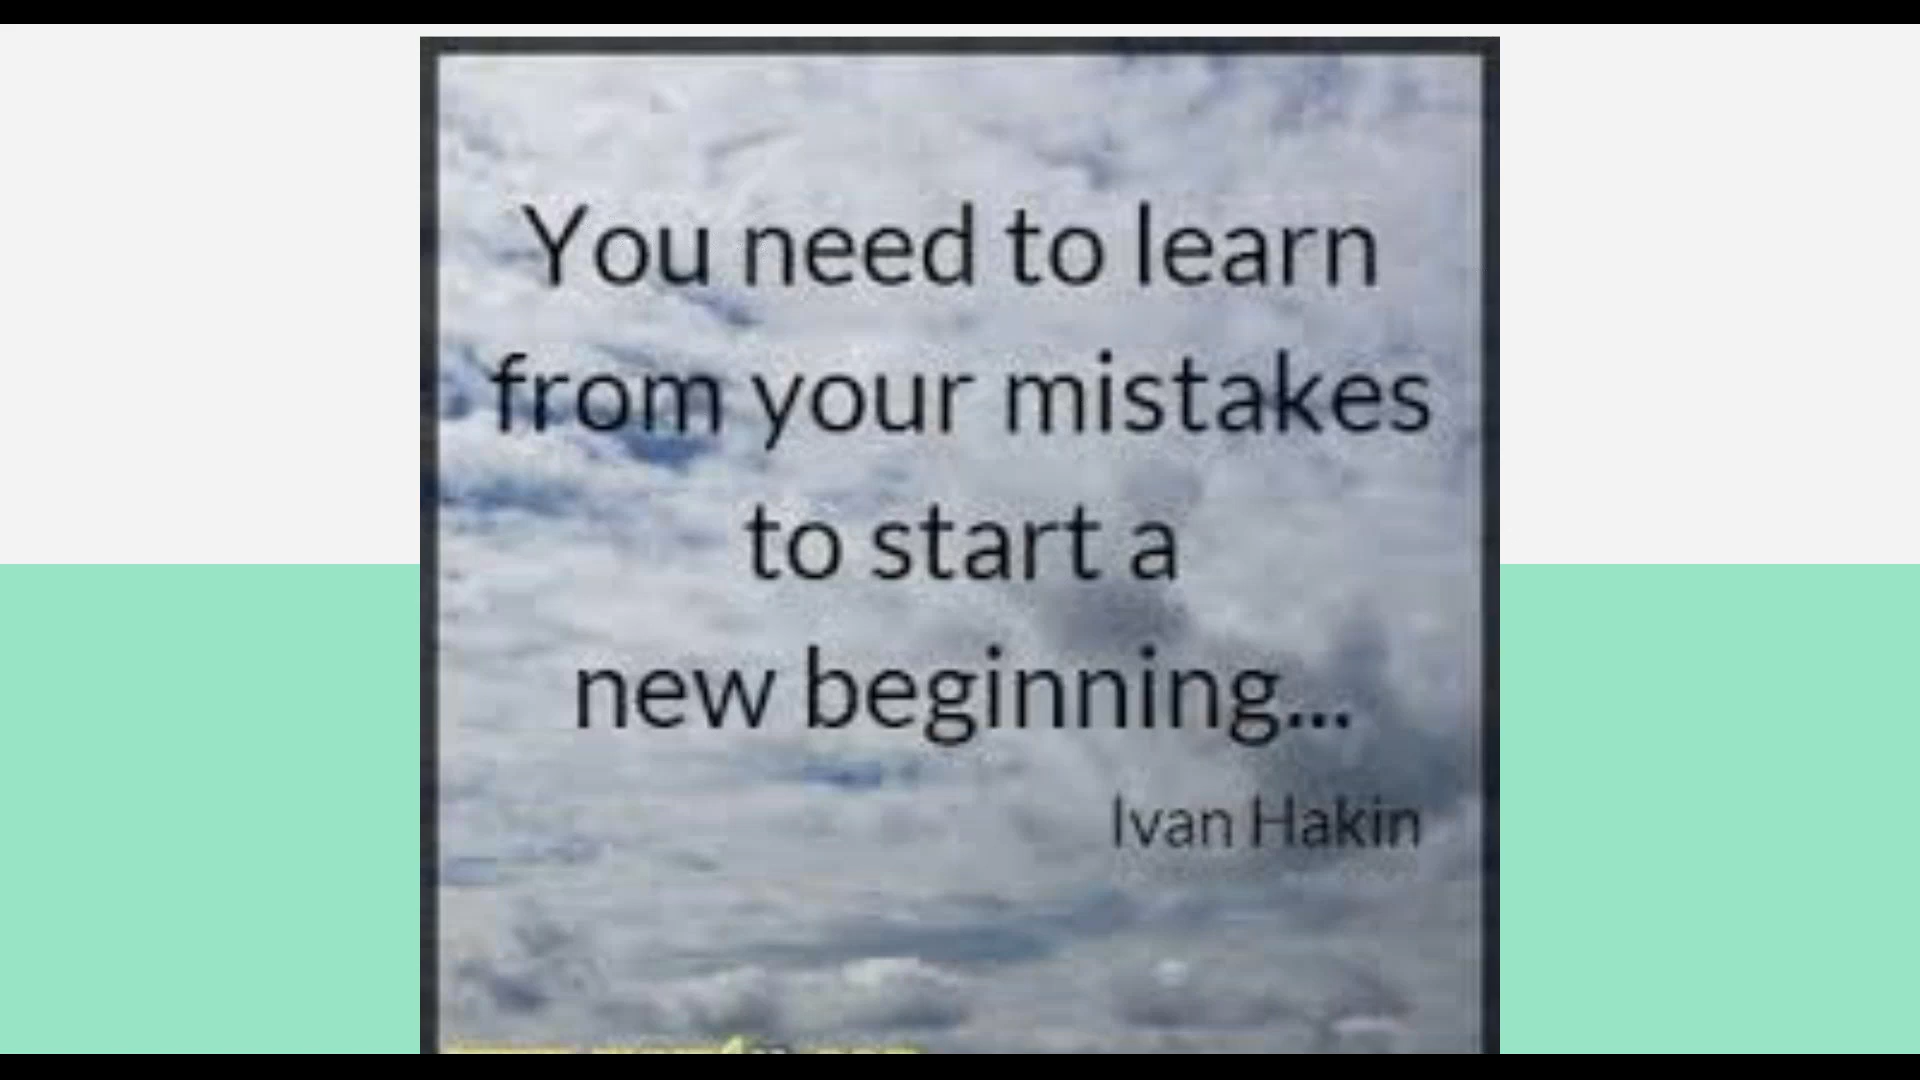 You need to learn
from your mistakes
to start a
new beginning...
Ivan Hakin